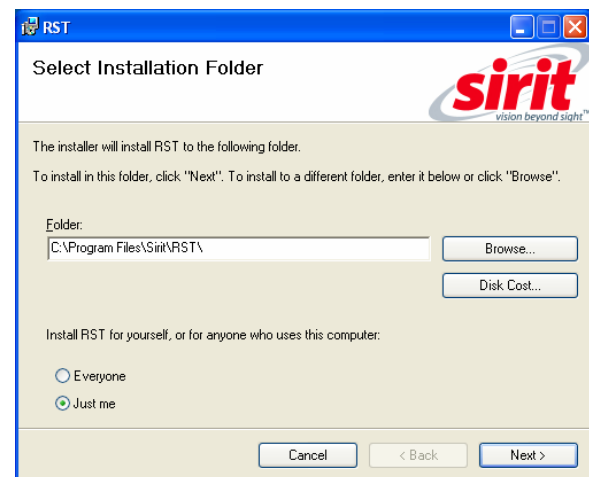 RST
Select Installation Folder
sirit
vision beyond sight™
The installer will install RST to the following folder.
To install in this folder, click "Next". To install to a different folder, enter it below or click "Browse".
Folder:
C:\Program Files\Sirit\RST\
Browse...
Disk Cost...
Install RST for yourself, or for anyone who uses this computer:
Everyone
Just me
Cancel
< Back
Next >